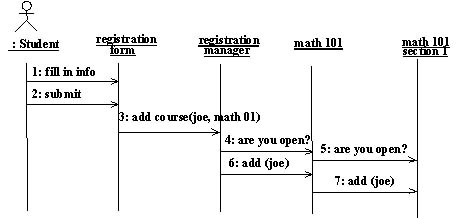 : Student
registration
form
registration
manager
math 101
math 101
section 1
1: fill in info
2: submit
3: add course(joe, math 01)
4: are you open?
5: are you open?
6: add (joe)
7: add (joe)